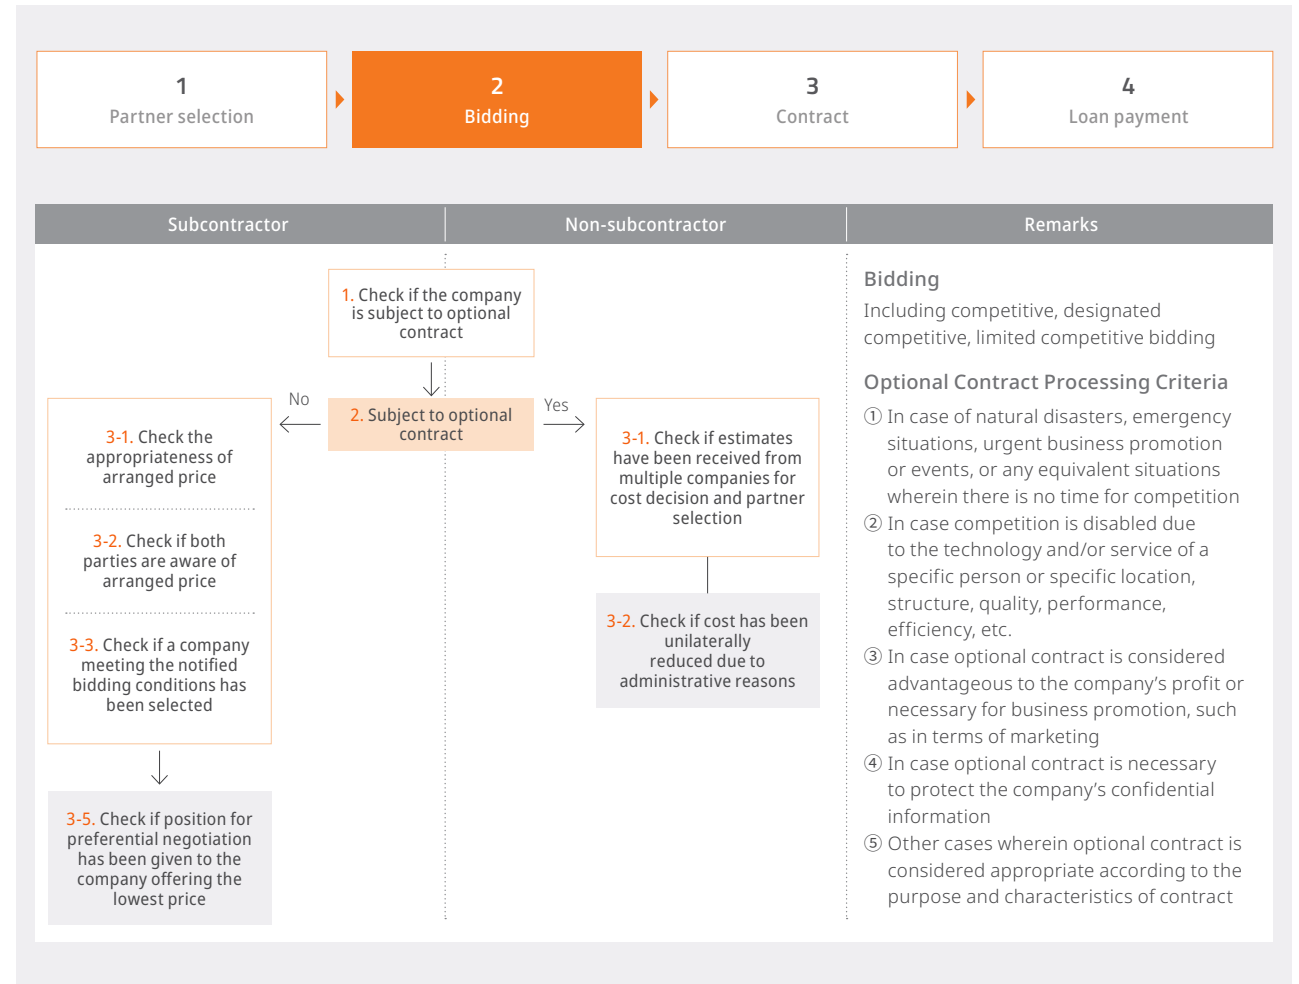 1
Partner selection
2
Bidding
3
Contract
4
Loan payment
Subcontractor
Non-subcontractor
Remarks
1. Check if the company
is subject to optional
contract
2. Subject to optional
contract
No
Yes
3-1. Check the
appropriateness of
arranged price
3-2. Check if both
parties are aware of
arranged price
3-3. Check if a company
meeting the notified
bidding conditions has
been selected
3-5. Check if position for
preferential negotiation
has been given to the
company offering the
lowest price
3-1. Check if estimates
have been received from
multiple companies for
cost decision and partner
selection
3-2. Check if cost has been
unilaterally
reduced due to
administrative reasons
Bidding
Including competitive, designated
competitive, limited competitive bidding
Optional Contract Processing Criteria
① In case of natural disasters, emergency
situations, urgent business promotion
or events, or any equivalent situations
wherein there is no time for competition
② In case competition is disabled due
to the technology and/or service of a
specific person or specific location,
structure, quality, performance,
efficiency, etc.
③ In case optional contract is considered
advantageous to the company’s profit or
necessary for business promotion, such
as in terms of marketing
④ In case optional contract is necessary
to protect the company’s confidential
information
⑤ Other cases wherein optional contract is
considered appropriate according to the
purpose and characteristics of contract